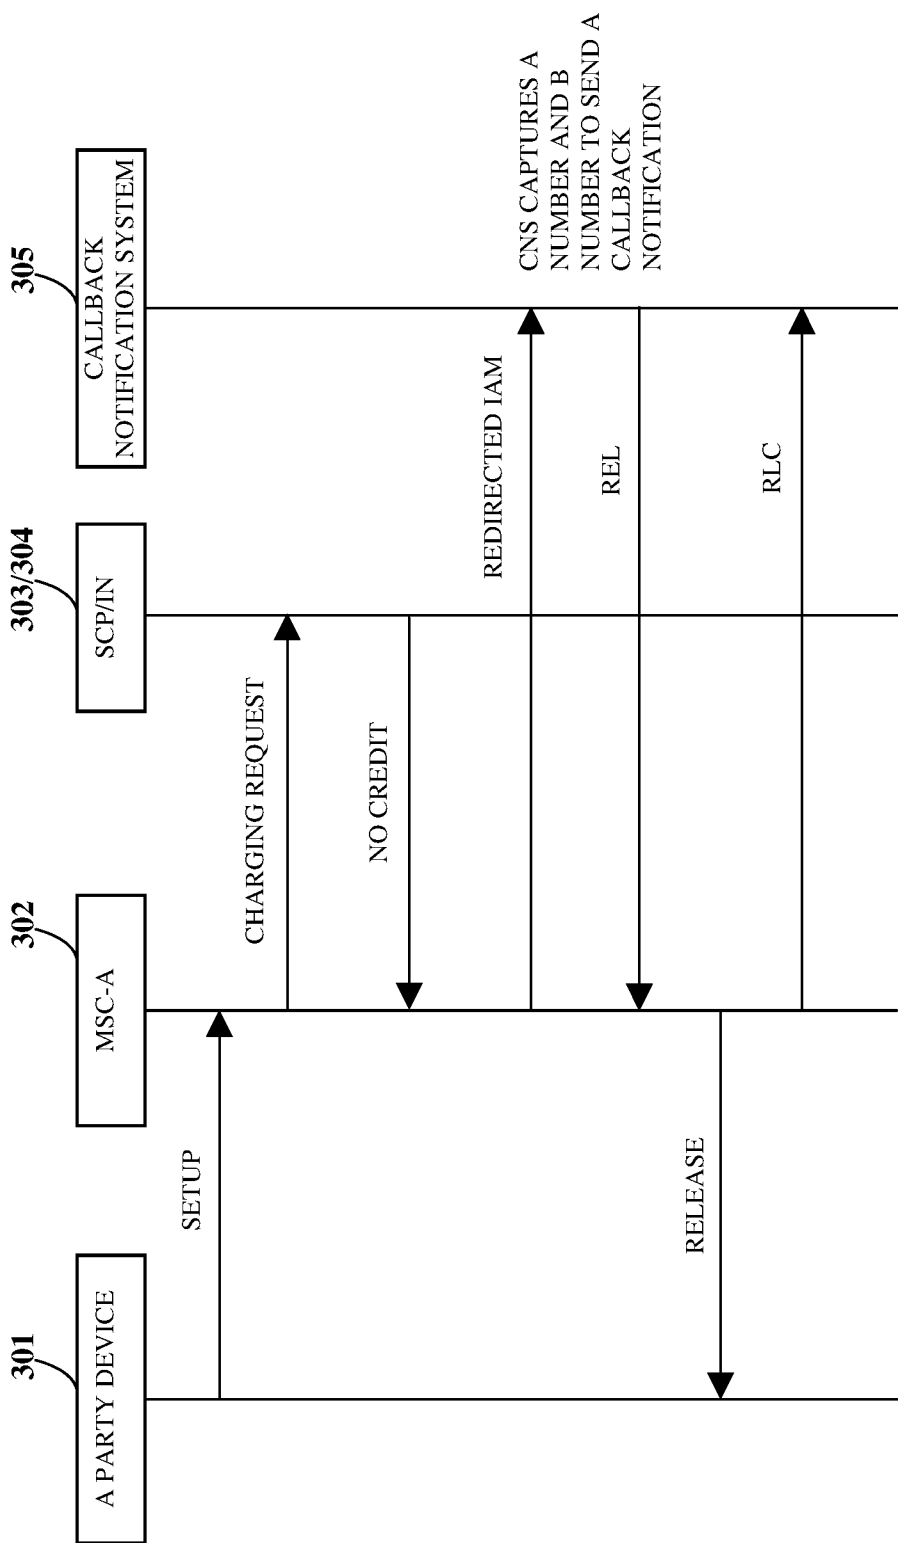 301
302
303/304
305
A PARTY DEVICE
MSC-A
SCP/IN
CALLBACK
NOTIFICATION SYSTEM
SETUP
CHARGING REQUEST
NO CREDIT
REDIRECTED IAM
CNS CAPTURES A
NUMBER AND B
NUMBER TO SEND A
CALLBACK
NOTIFICATION
REL
RELEASE
RLC